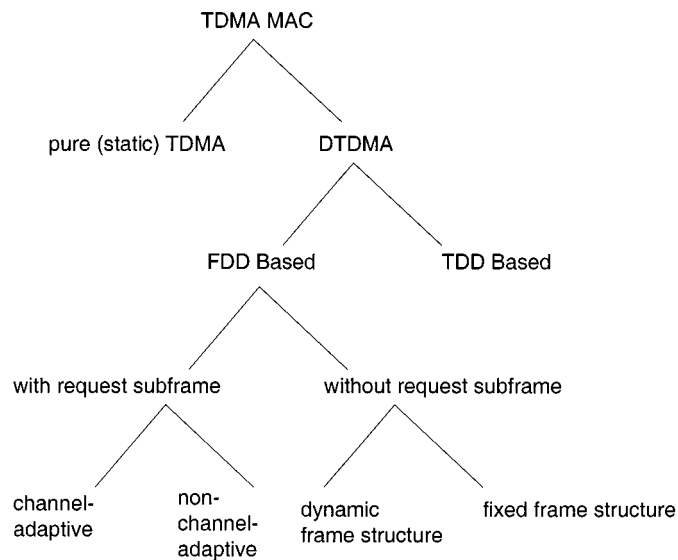 TDMA MAC
pure (static) TDMA
DTDMA
FDD Based
TDD Based
with request subframe
without request subframe
channel-
adaptive
non-
channel-
adaptive
dynamic
frame structure
fixed frame structure